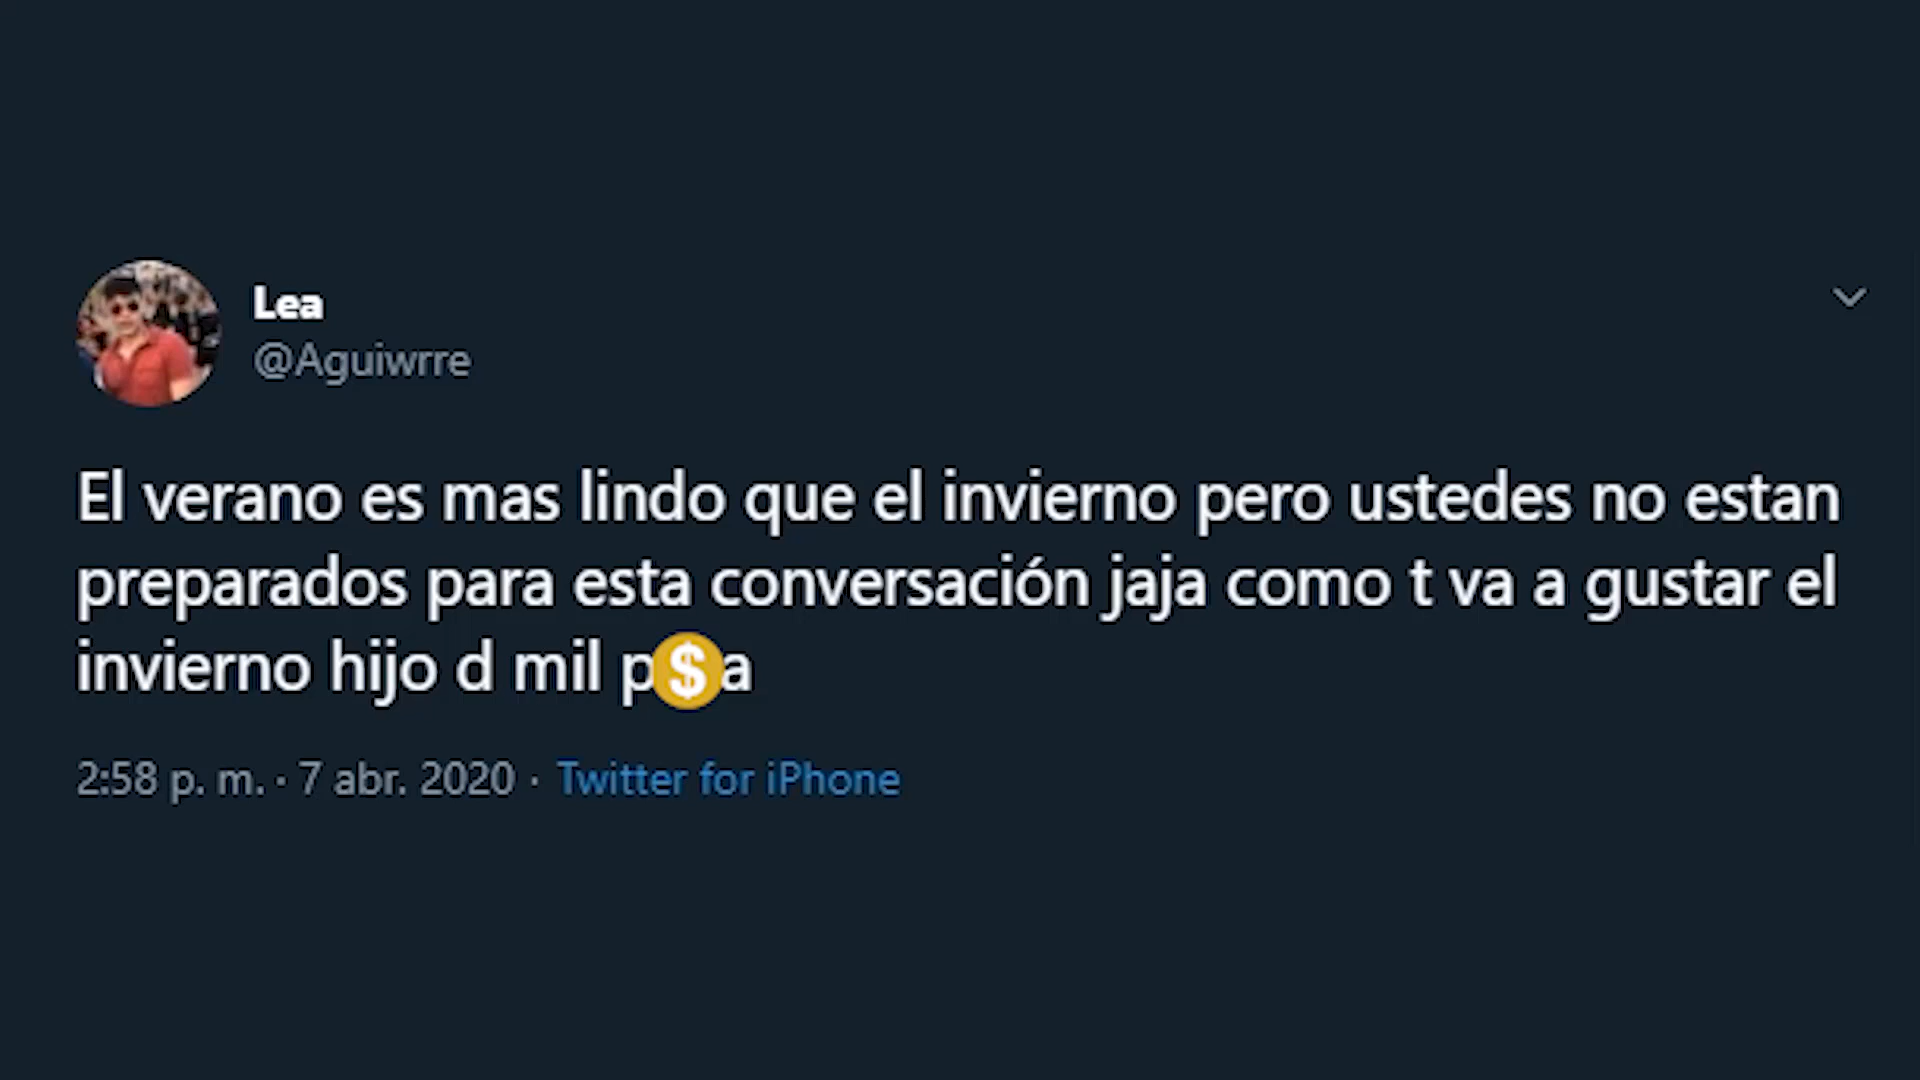 Lea
@Aguiwrre
El verano es mas lindo que el invierno pero ustedes no estan
preparados para esta conversación jaja como t va a gustar el
invierno hijo d mil p$a
2:58 p. m. · 7 abr. 2020 · Twitter for iPhone